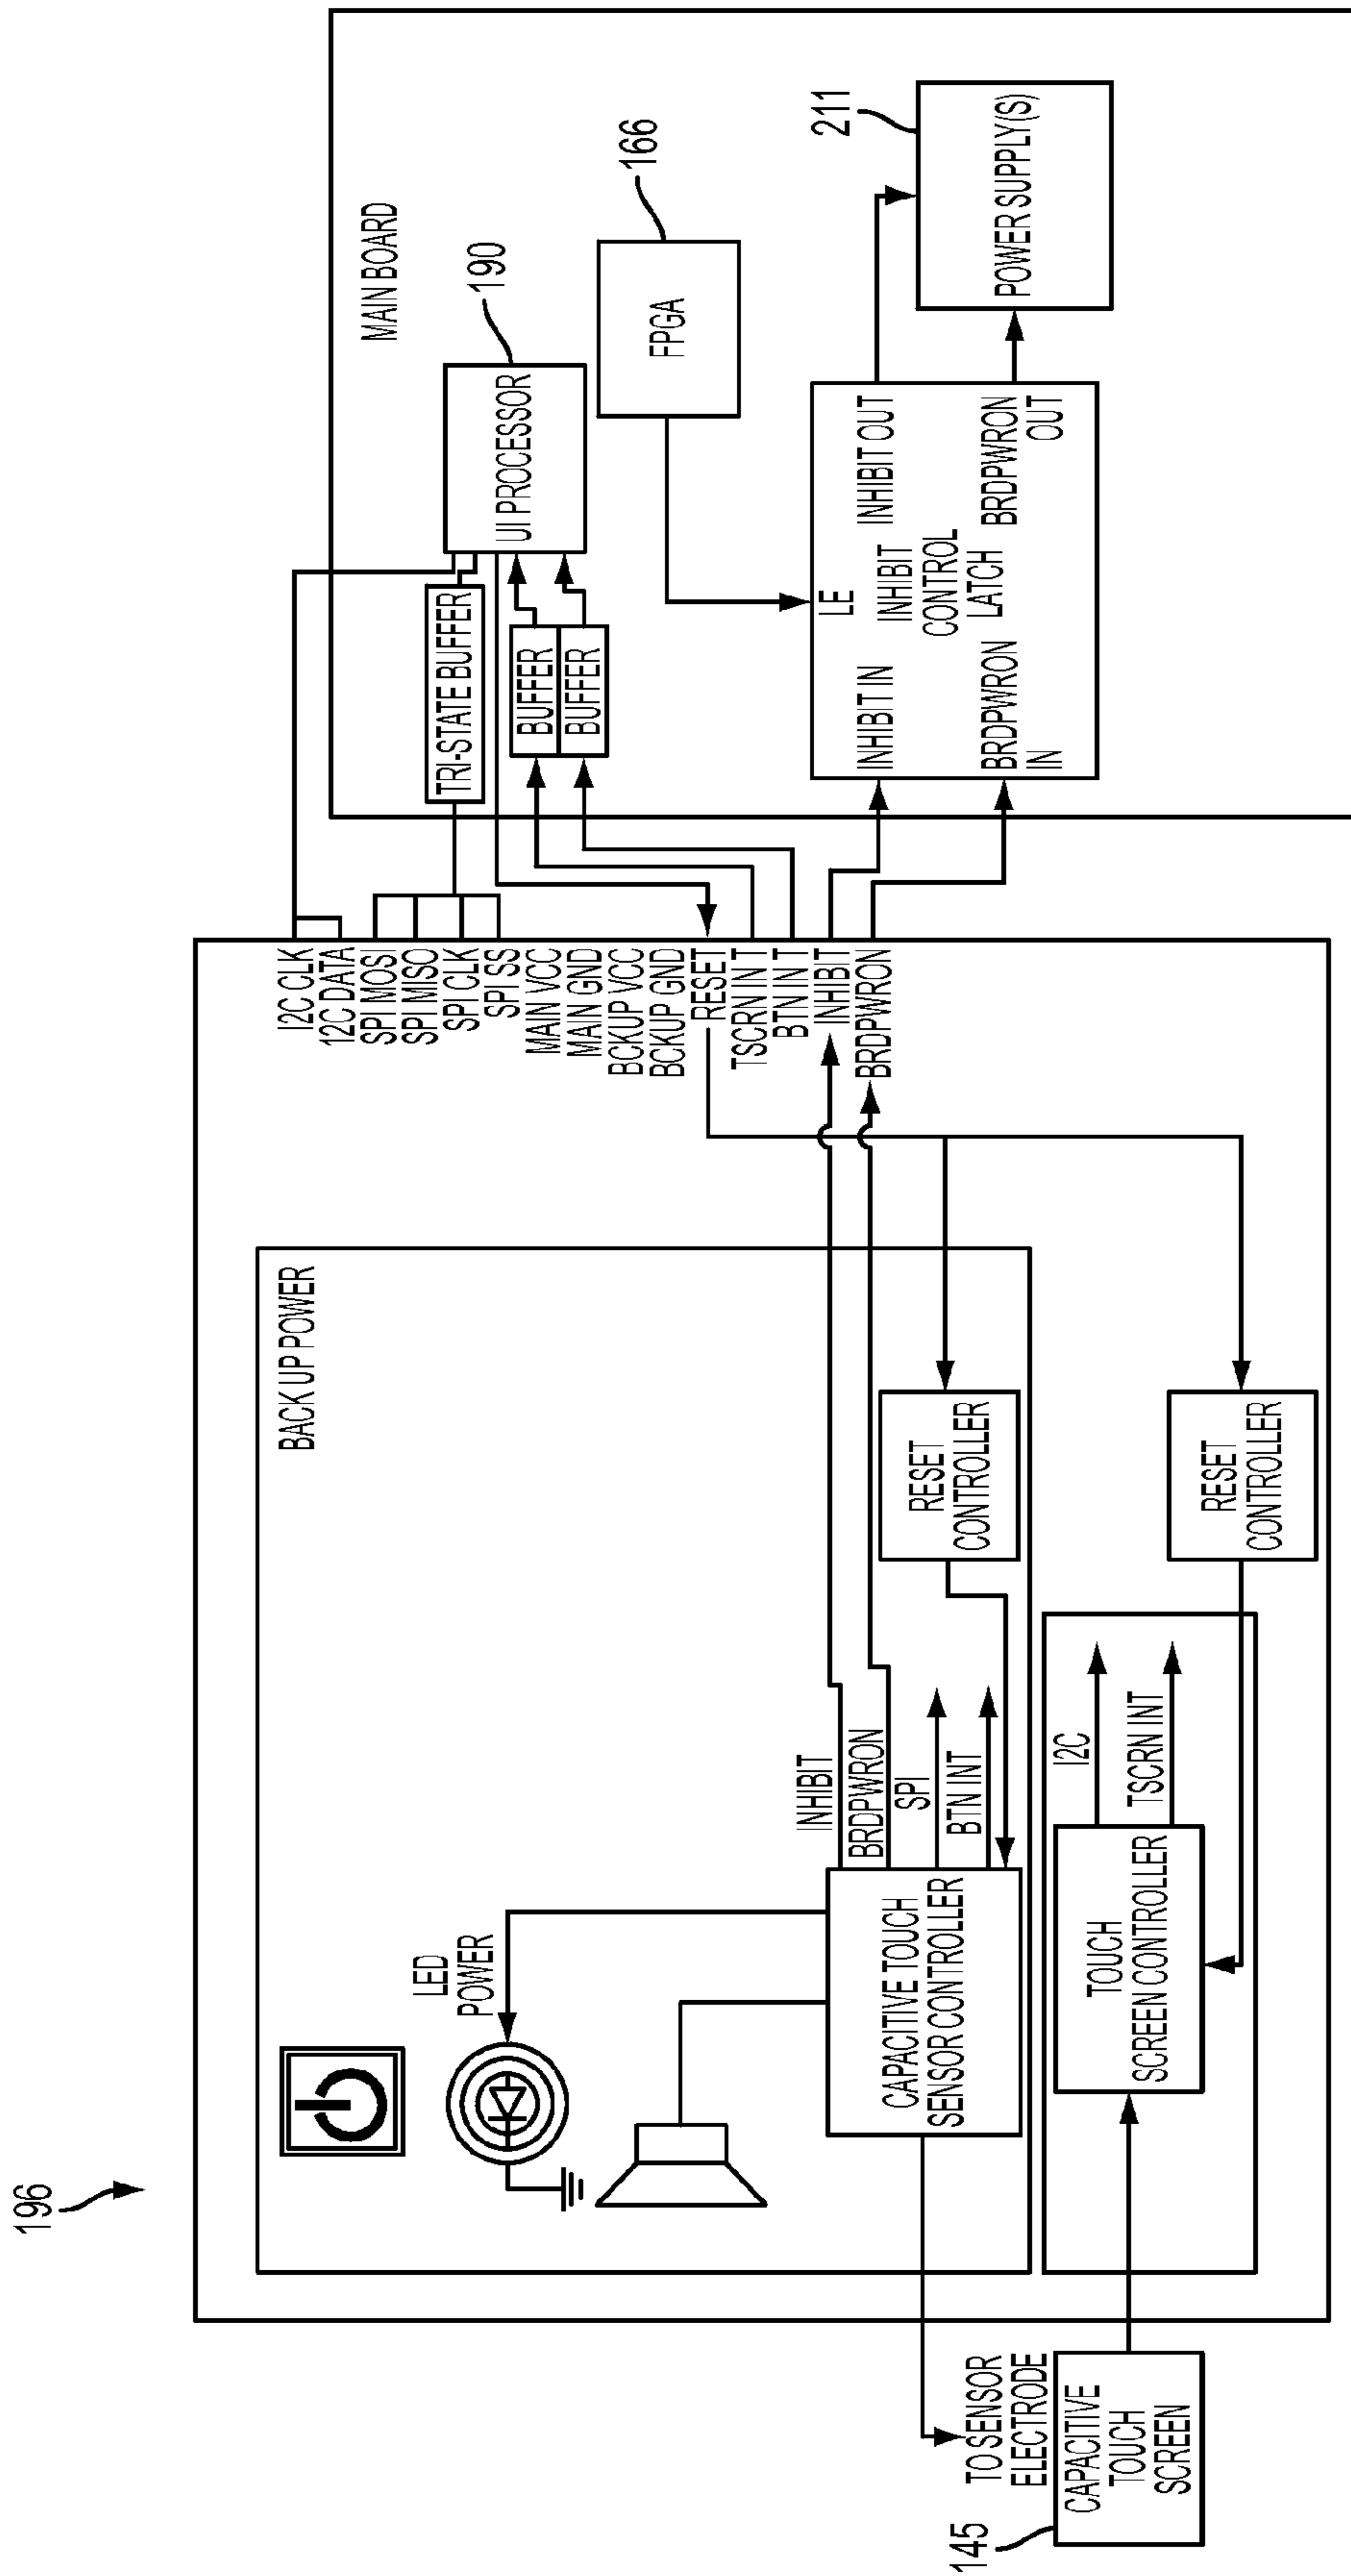 196
BACK UP POWER
LED
POWER
INHIBIT
BRDPWRON
SPI
BTN INT
CAPACITIVE TOUCH
SENSOR CONTROLLER
RESET
CONTROLLER
I2C
TSCRN INT
TOUCH
SCREEN CONTROLLER
RESET
CONTROLLER
TO SENSOR
ELECTRODE
CAPACITIVE
TOUCH
SCREEN
145
I2C CLK
12C DATA
SPI MOSI
SPI MISO
SPI CLK
SPI SS
MAIN VCC
MAIN GND
BCKUP VCC
BCKUP GND
RESET
TSCRN IN T
BTN IN T
INHIBIT
BRDPWRON
MAIN BOARD
TRI-STATE BUFFER
BUFFER
BUFFER
UI PROCESSOR
190
FPGA
166
LE
INHIBIT IN
INHIBIT OUT
INHIBIT
CONTROL
LATCH
BRDPWRON
IN
BRDPWRON
OUT
POWER SUPPLY(S)
211